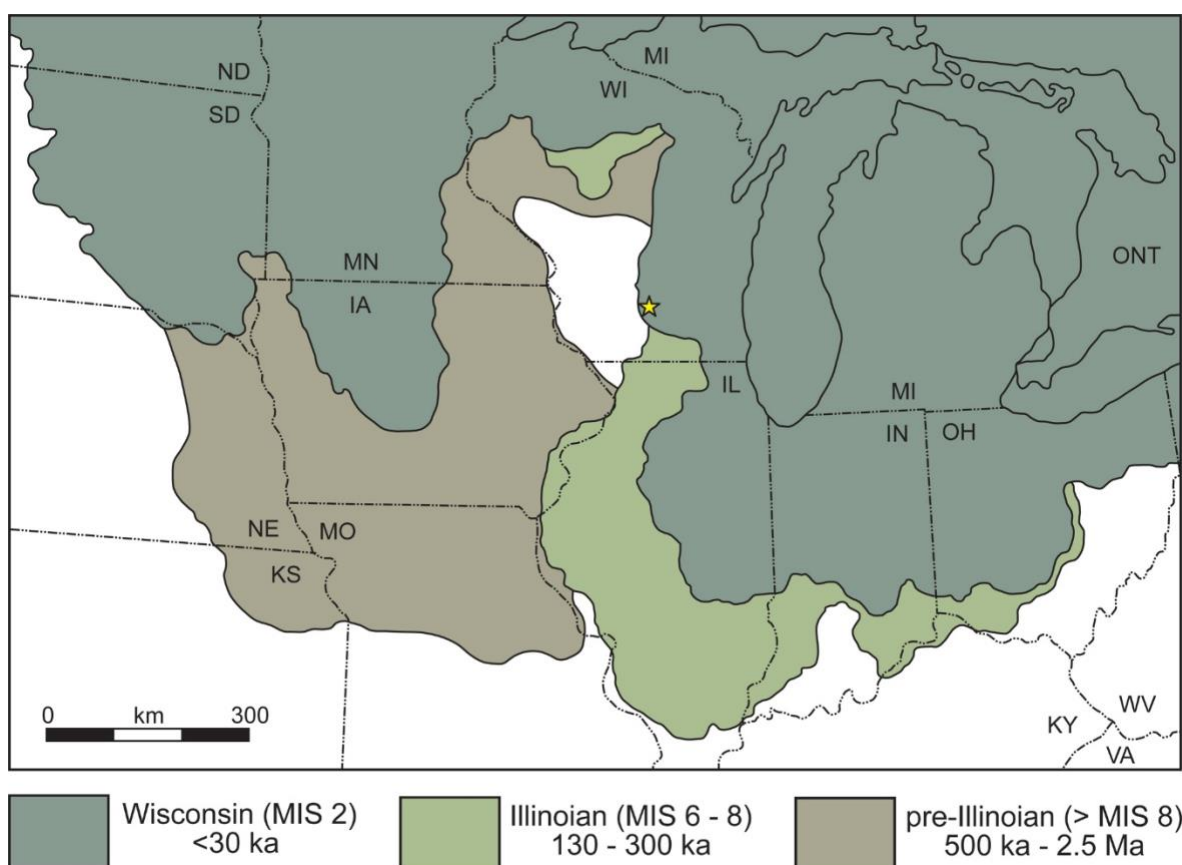 MI
ND
WI
SD
ONT
MN
IA
IL
MI
IN OH
NE MO
KS
0 km 300
WV
KY
VA
Wisconsin (MIS 2)
<30 ka
Illinoian (MIS 6 - 8)
130 - 300 ka
pre-Illinoian (> MIS 8)
500 ka - 2.5 Ma